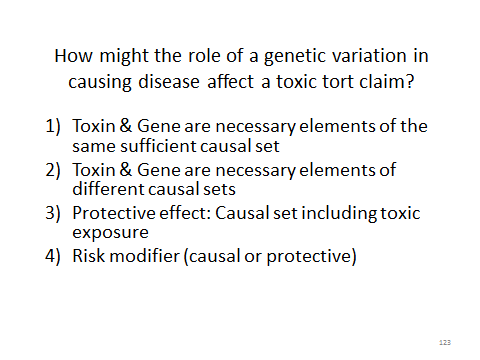 How might the role of a genetic variation in
causing disease affect a toxic tort claim?
1) Toxin & Gene are necessary elements of the
same sufficient causal set
2) Toxin & Gene are necessary elements of
different causal sets
3) Protective effect: Causal set including toxic
exposure
4) Risk modifier (causal or protective)
123